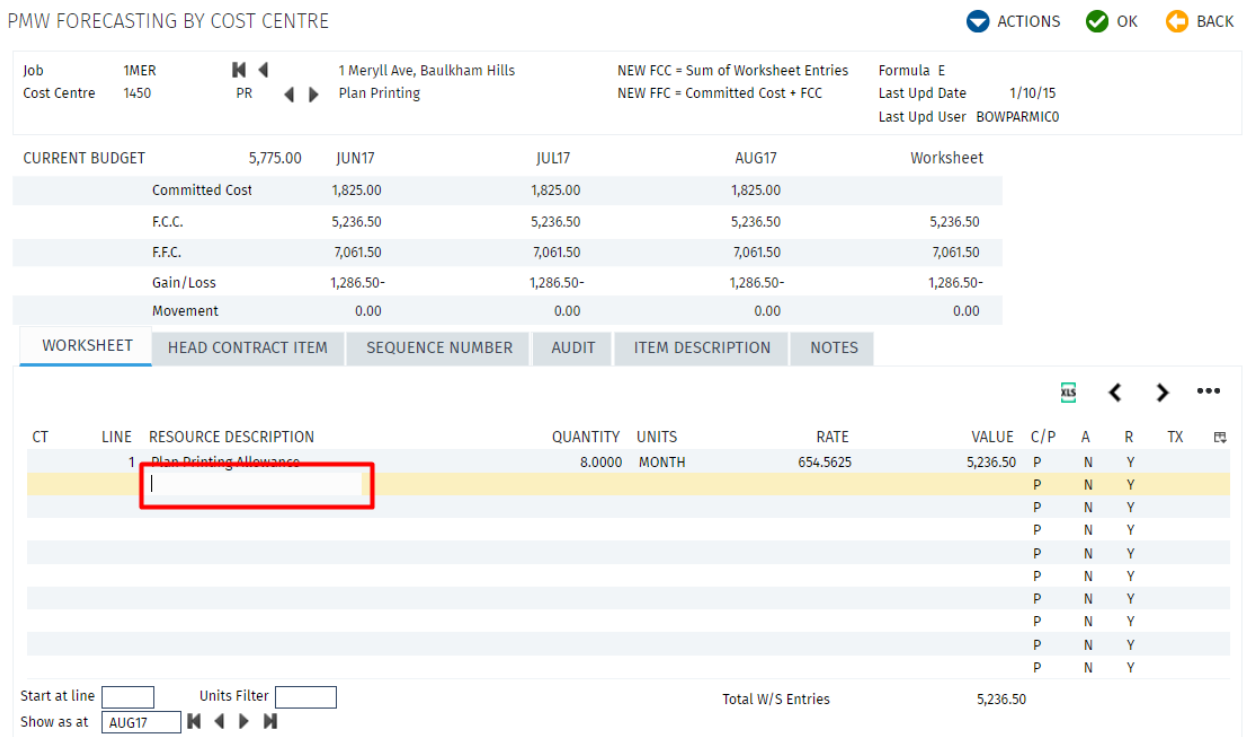 PMW FORECASTING BY COST CENTRE ACTIONS OK BACK
Job 1MER 1 Meryll Ave, Baulkham Hills NEW FCC = Sum of Worksheet Entries Formula E
Cost Centre 1450 PR Plan Printing NEW FFC = Committed Cost + FCC Last Upd Date 1/10/15
Last Upd User BOWPARMIC0
CURRENT BUDGET 5,775.00 JUN17 JUL17 AUG17 Worksheet
Committed Cost 1,825.00 1,825.00 1,825.00
F.C.C. 5,236.50 5,236.50 5,236.50 5,236.50
F.F.C. 7,061.50 7,061.50 7,061.50 7,061.50
Gain/Loss 1,286.50- 1,286.50- 1,286.50- 1,286.50-
Movement 0.00 0.00 0.00 0.00
WORKSHEET HEAD CONTRACT ITEM SEQUENCE NUMBER AUDIT ITEM DESCRIPTION NOTES
XLS
CT LINE RESOURCE DESCRIPTION QUANTITY UNITS RATE VALUE C/P A R TX
1 Plan Printing Allowance 8.0000 MONTH 654.5625 5,236.50 P N Y
P N Y
P N Y
P N Y
P N Y
P N Y
P N Y
P N Y
P N Y
P N Y
Start at line Units Filter Total W/S Entries 5,236.50
Show as at AUG17